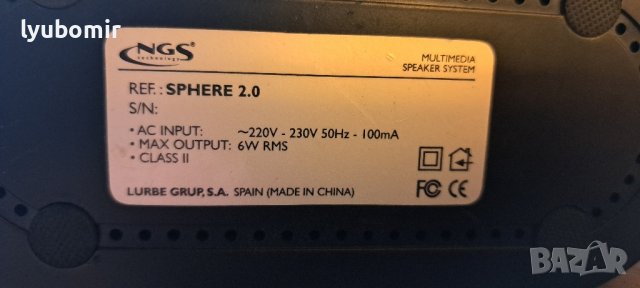 lyubomir
NGS
technology
MULTIMEDIA
SPEAKER SYSTEM
REF.: SPHERE 2.0
S/N:
• AC INPUT: ~220V - 230V 50Hz - 100mA
• MAX OUTPUT: 6W RMS
• CLASS II
FC CE
LURBE GRUP, S.A. SPAIN (MADE IN CHINA)
BAZAR